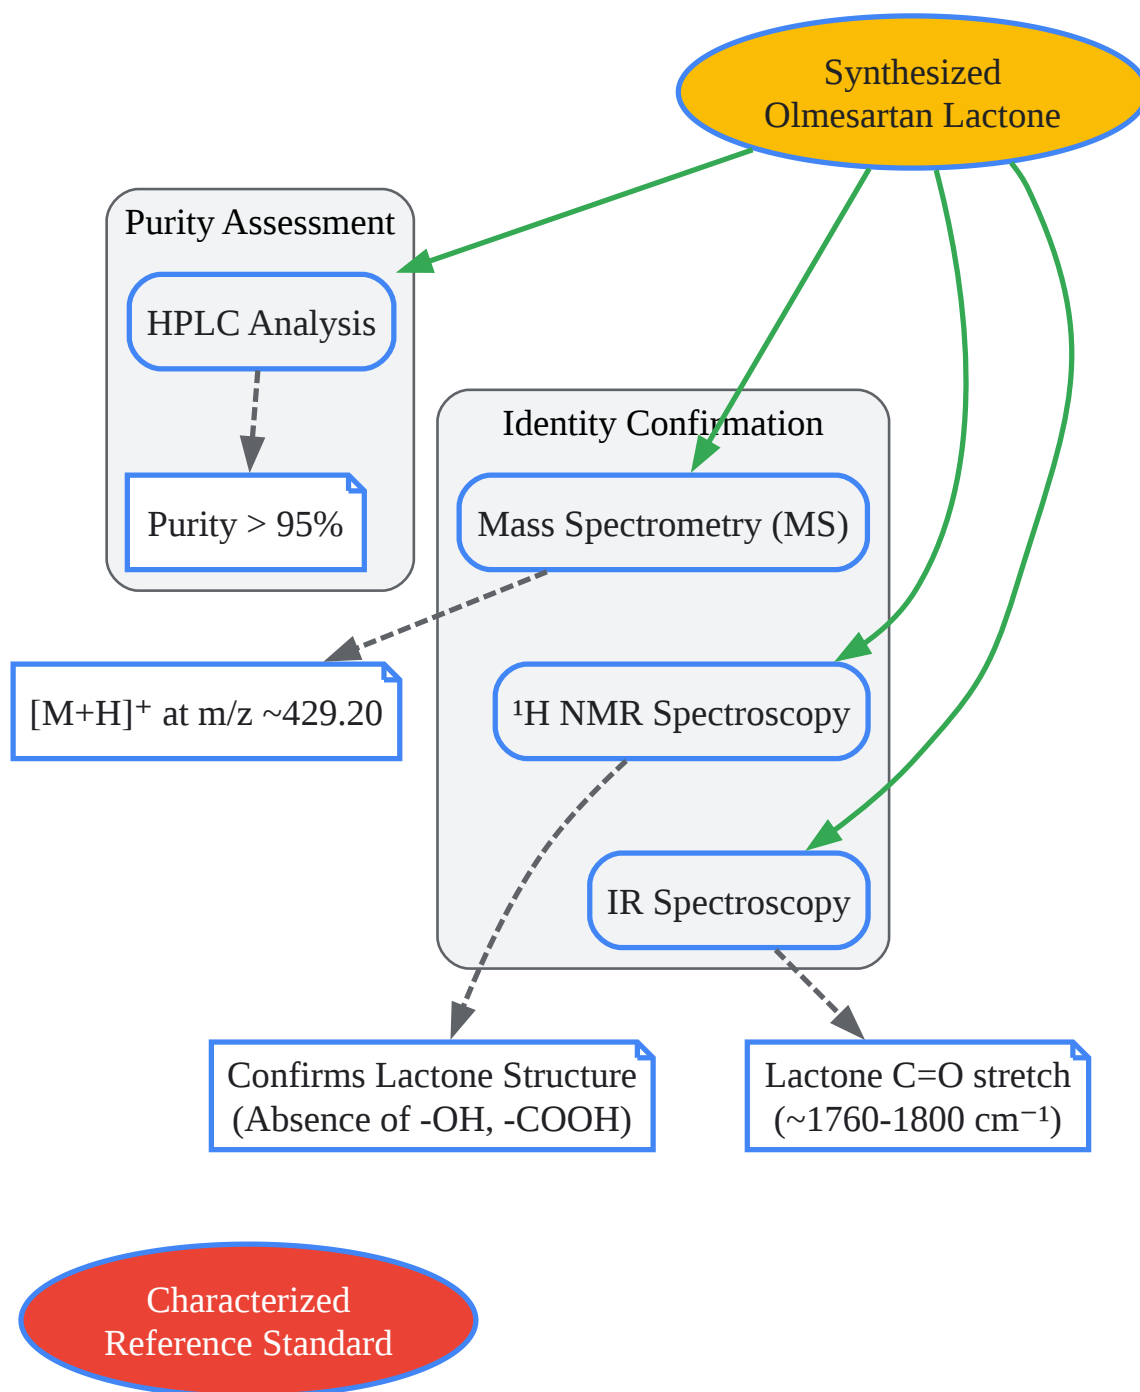 Synthesized
Olmesartan Lactone
Purity Assessment
HPLC Analysis
Purity > 95%
Identity Confirmation
Mass Spectrometry (MS)
[M+H]⁺ at m/z ~429.20
¹H NMR Spectroscopy
IR Spectroscopy
Confirms Lactone Structure
(Absence of -OH, -COOH)
Lactone C=O stretch
(~1760-1800 cm⁻¹)
Characterized
Reference Standard